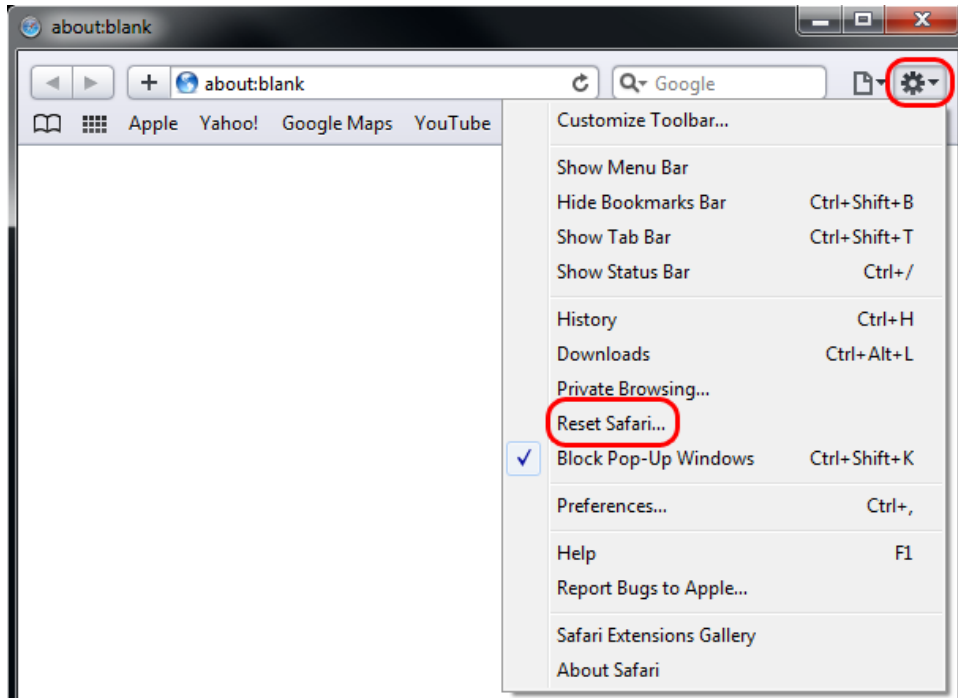 about:blank
about:blank
Google
Apple Yahoo! Google Maps YouTube
Customize Toolbar...
Show Menu Bar
Hide Bookmarks Bar Ctrl+Shift+B
Show Tab Bar Ctrl+Shift+T
Show Status Bar Ctrl+/
History Ctrl+H
Downloads Ctrl+Alt+L
Private Browsing...
Reset Safari...
Block Pop-Up Windows Ctrl+Shift+K
Preferences... Ctrl+,
Help F1
Report Bugs to Apple...
Safari Extensions Gallery
About Safari